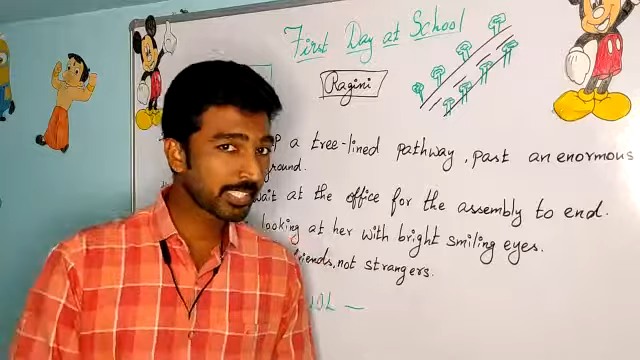 First Day at School
Ragini
a tree-lined pathway, past an enormous
ground.
wait at the office for the assembly to end.
looking at her with bright smiling eyes.
friends, not strangers.